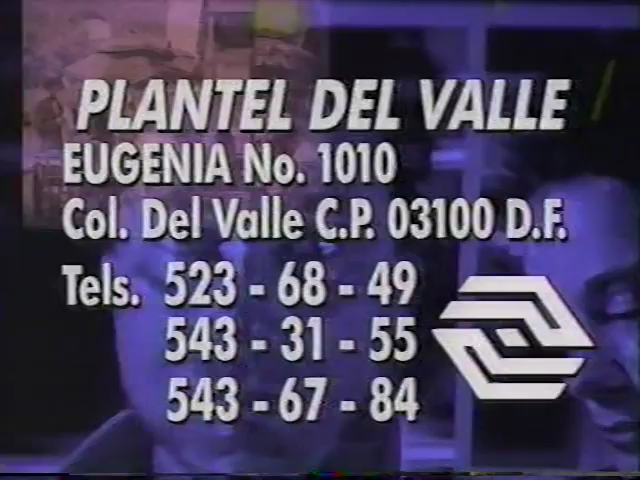 PLANTEL DEL VALLE
EUGENIA No. 1010
Col. Del Valle C.P. 03100 D.F.
Tels. 523 - 68 - 49
543 - 31 - 55
543 - 67 - 84